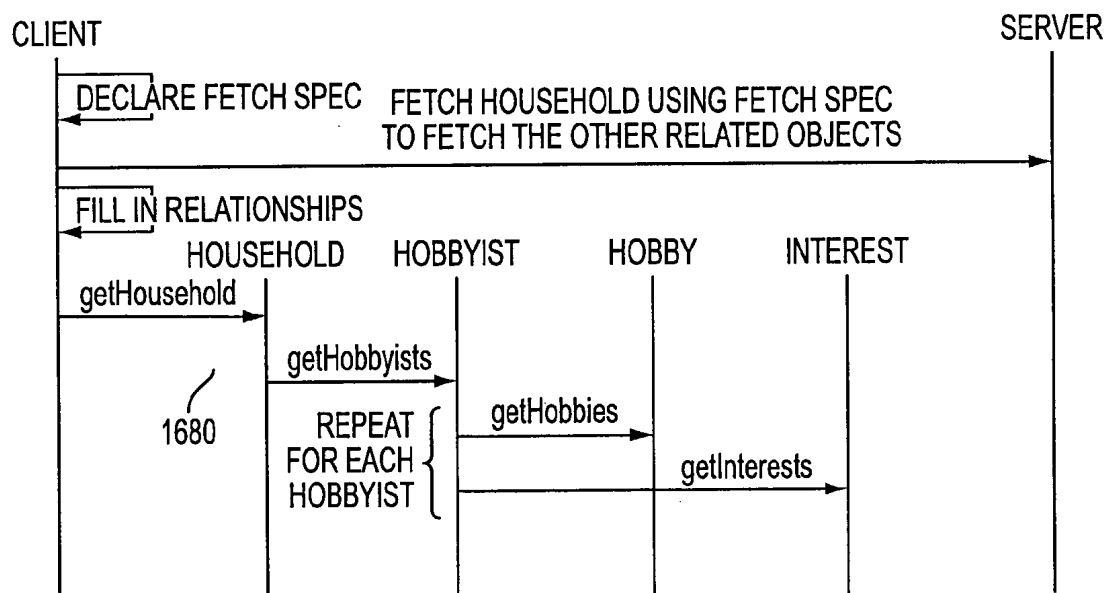 CLIENT
SERVER
DECLARE FETCH SPEC
FETCH HOUSEHOLD USING FETCH SPEC
TO FETCH THE OTHER RELATED OBJECTS
FILL IN RELATIONSHIPS
HOUSEHOLD
HOBBYIST
HOBBY
INTEREST
getHousehold
getHobbyists
1680
REPEAT
FOR EACH
HOBBYIST
getHobbies
getInterests